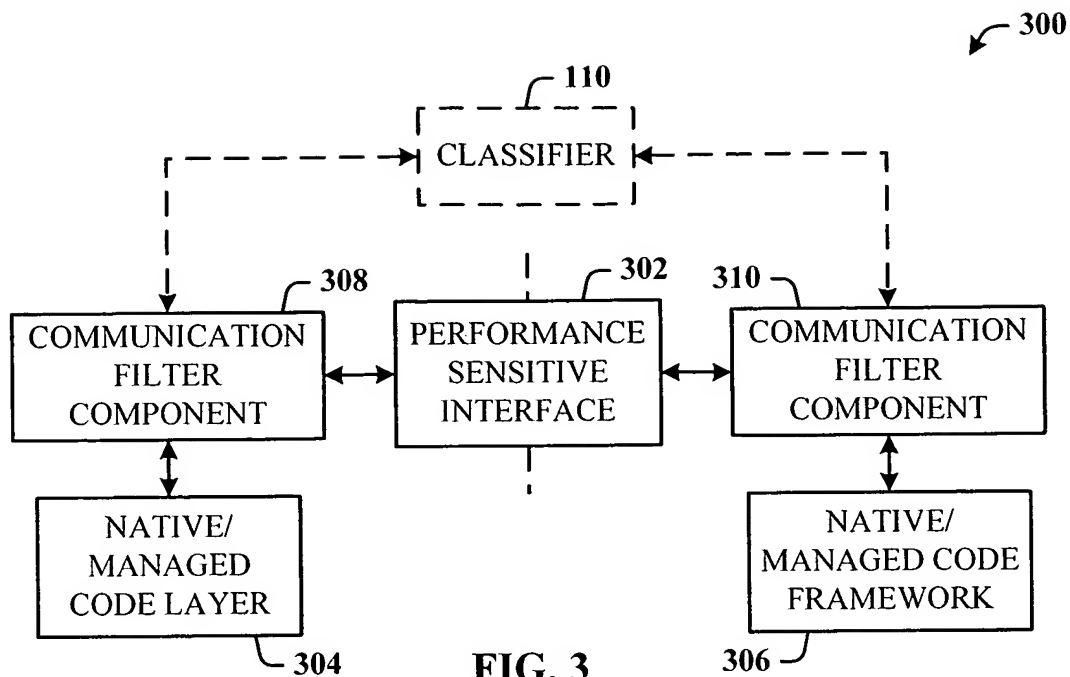 300
110
CLASSIFIER
308
COMMUNICATION
FILTER
COMPONENT
302
PERFORMANCE
SENSITIVE
INTERFACE
310
COMMUNICATION
FILTER
COMPONENT
NATIVE/
MANAGED
CODE LAYER
304
NATIVE/
MANAGED CODE
FRAMEWORK
306
FIG. 3